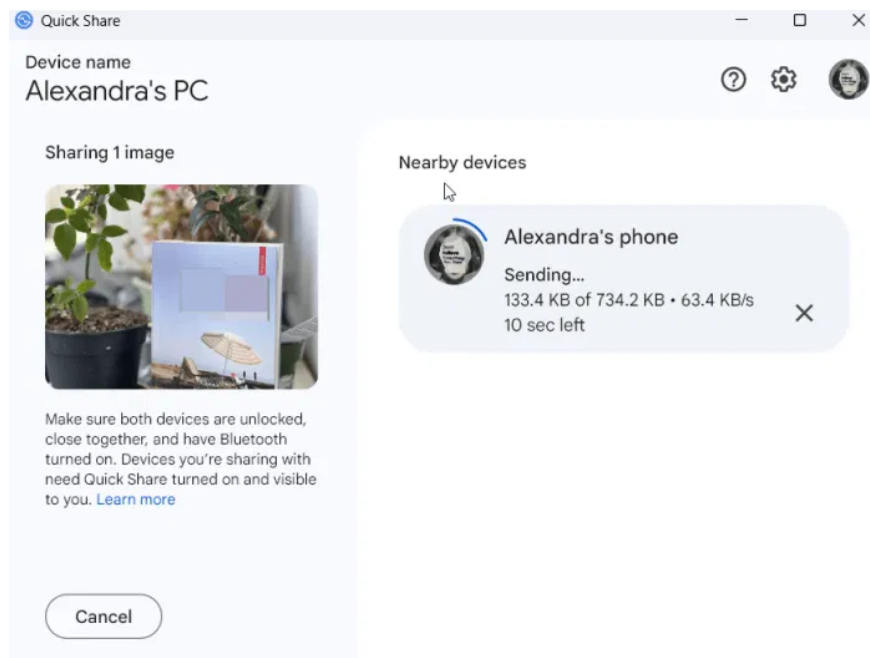 Quick Share
Device name
Alexandra's PC
Sharing 1 image
Make sure both devices are unlocked,
close together, and have Bluetooth
turned on. Devices you're sharing with
need Quick Share turned on and visible
to you. Learn more
Cancel
Nearby devices
Alexandra's phone
Sending...
133.4 KB of 734.2 KB • 63.4 KB/s
10 sec left